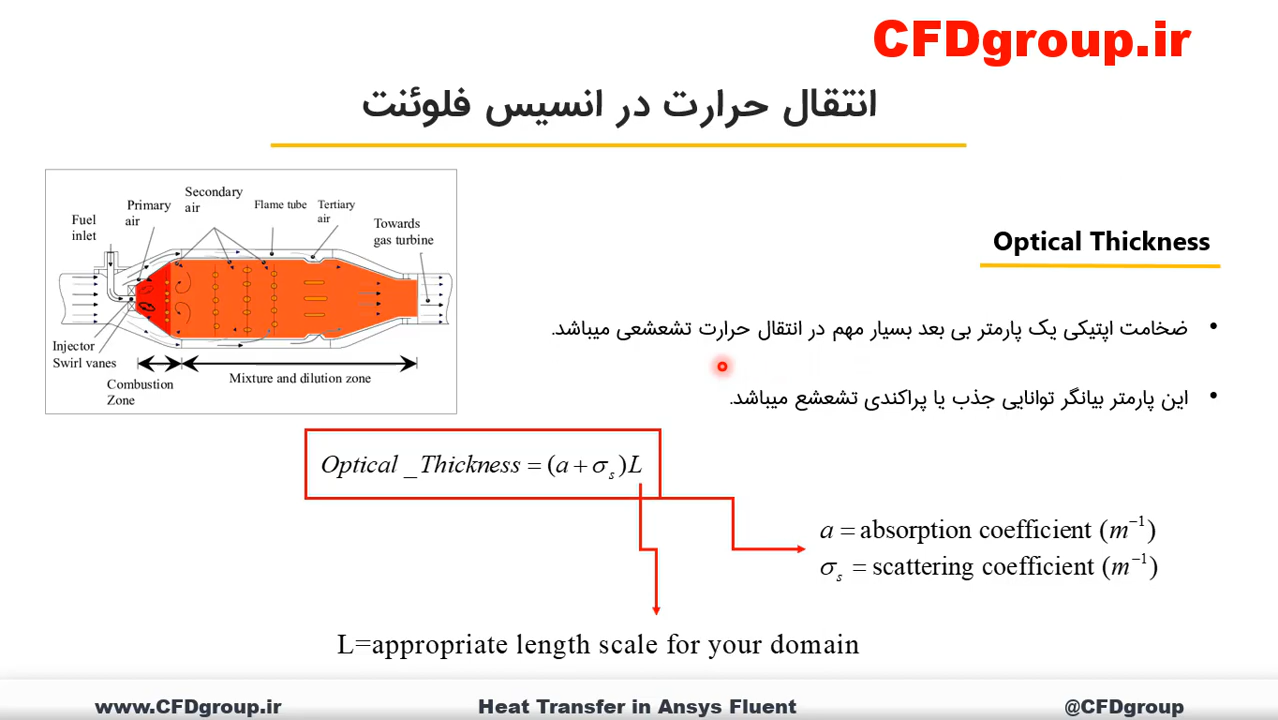 CFDgroup.ir
انتقال حرارت در انسیس فلوئنت
Secondary
air
Primary
air
Flame tube
Tertiary
air
Fuel
inlet
Towards
gas turbine
Injector
Swirl vanes
Combustion
Zone
Mixture and dilution zone
Optical Thickness
• ضخامت اپتیکی یک پارمتر بی بعد بسیار مهم در انتقال حرارت تشعشعی میباشد.
• این پارمتر بیانگر توانایی جذب یا پراکندی تشعشع میباشد.
Optical _Thickness = (a + σₛ)L
a = absorption coefficient (m⁻¹)
σₛ = scattering coefficient (m⁻¹)
L=appropriate length scale for your domain
www.CFDgroup.ir
Heat Transfer in Ansys Fluent
@CFDgroup